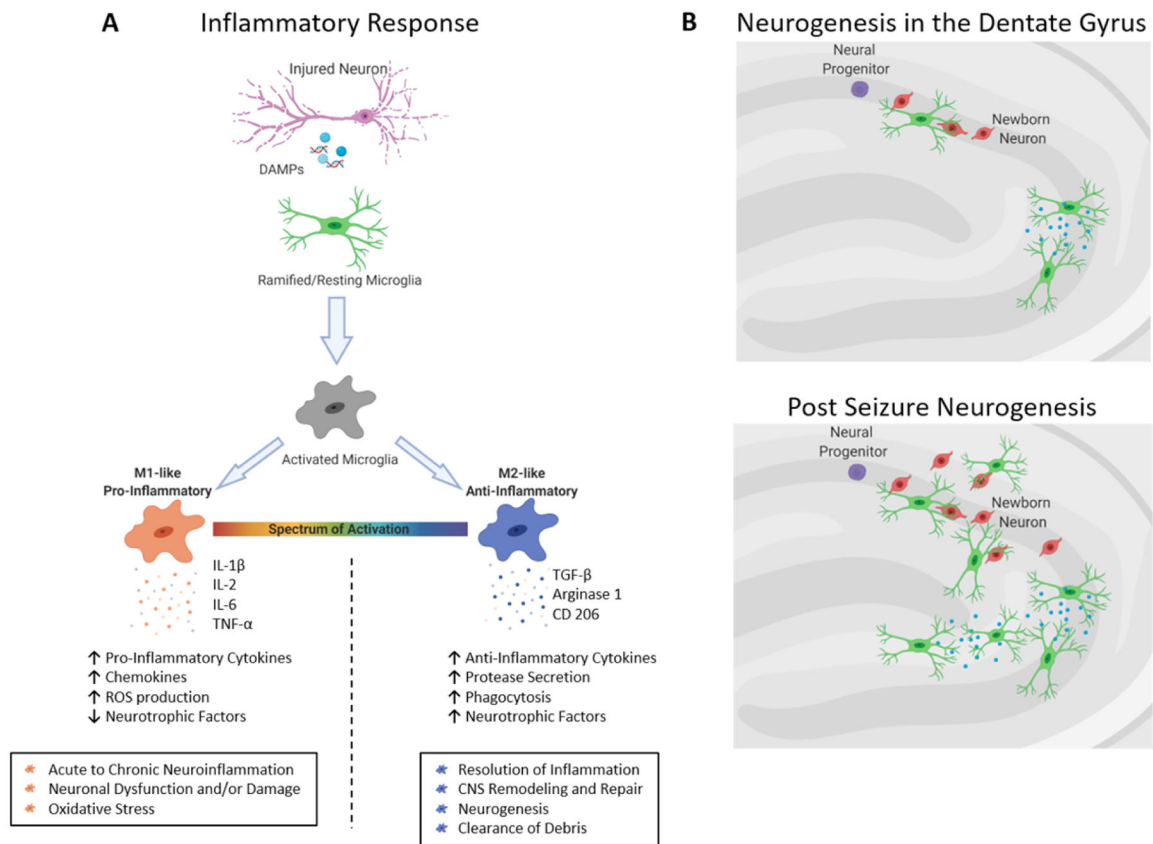 A
Inflammatory Response
Injured Neuron
DAMPs
Ramified/Resting Microglia
Activated Microglia
M1-like
Pro-Inflammatory
M2-like
Anti-Inflammatory
Spectrum of Activation
IL-1β
IL-2
IL-6
TNF-α
TGF-β
Arginase 1
CD 206
↑ Pro-Inflammatory Cytokines
↑ Chemokines
↑ ROS production
↓ Neurotrophic Factors
↑ Anti-Inflammatory Cytokines
↑ Protease Secretion
↑ Phagocytosis
↑ Neurotrophic Factors
Acute to Chronic Neuroinflammation
Neuronal Dysfunction and/or Damage
Oxidative Stress
Resolution of Inflammation
CNS Remodeling and Repair
Neurogenesis
Clearance of Debris
B
Neurogenesis in the Dentate Gyrus
Neural
Progenitor
Newborn
Neuron
Post Seizure Neurogenesis
Neural
Progenitor
Newborn
Neuron